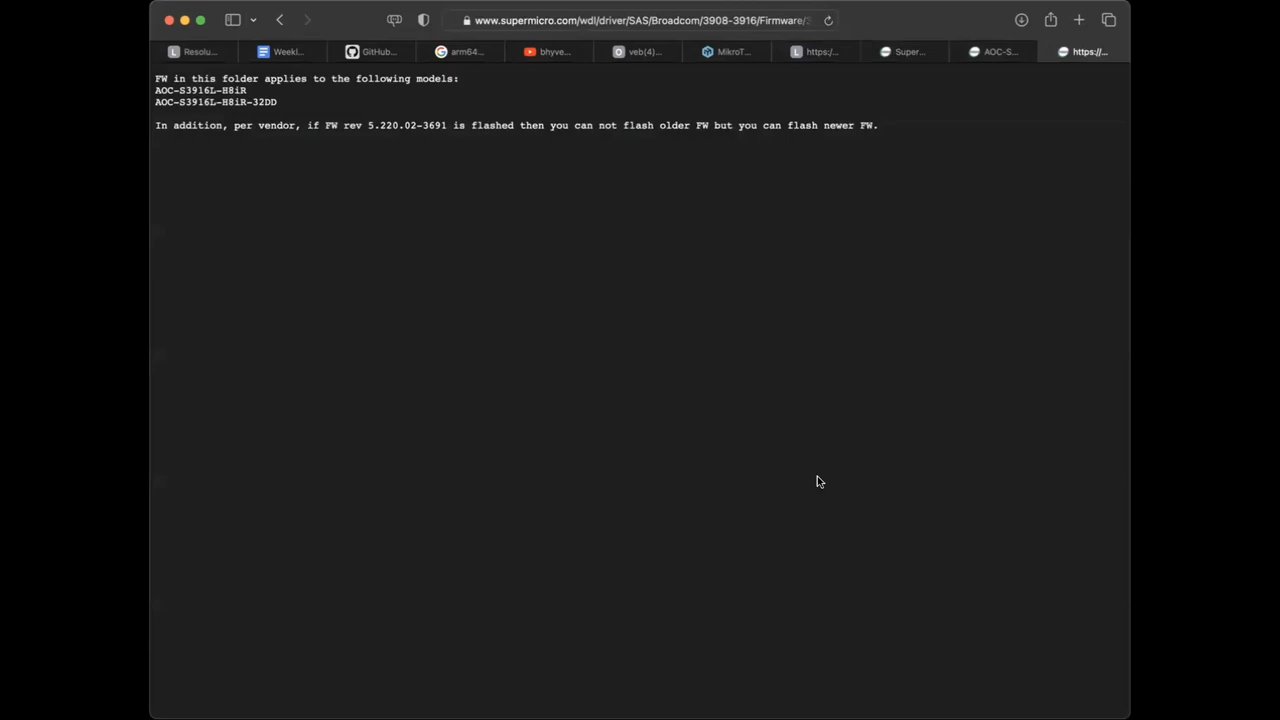 www.supermicro.com/wdl/driver/SAS/Broadcom/3908-3916/Firmware/
Resolu...
Weekl...
GitHub...
arm64...
bhyve...
veb(4)...
MikroT...
https:/...
Super...
AOC-S...
https://...
FW in this folder applies to the following models:
AOC-S3916L-H8iR
AOC-S3916L-H8iR-32DD
In addition, per vendor, if FW rev 5.220.02-3691 is flashed then you can not flash older FW but you can flash newer FW.